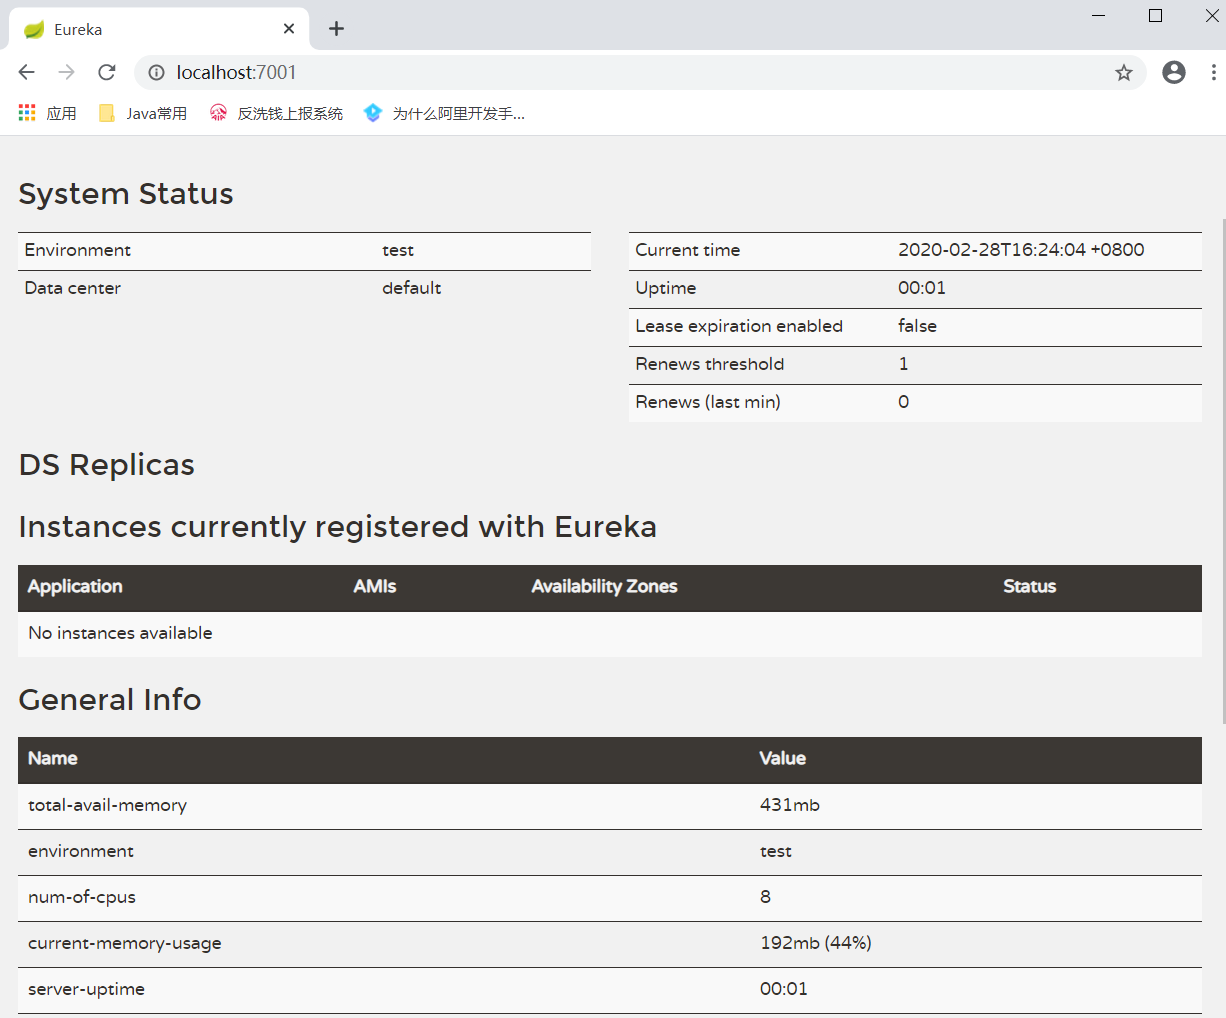 Eureka
localhost:7001
应用 Java常用 反洗钱上报系统 为什么阿里开发手...
System Status
Environment test
Data center default
Current time 2020-02-28T16:24:04 +0800
Uptime 00:01
Lease expiration enabled false
Renews threshold 1
Renews (last min) 0
DS Replicas
Instances currently registered with Eureka
Application AMIs Availability Zones Status
No instances available
General Info
Name Value
total-avail-memory 431mb
environment test
num-of-cpus 8
current-memory-usage 192mb (44%)
server-uptime 00:01